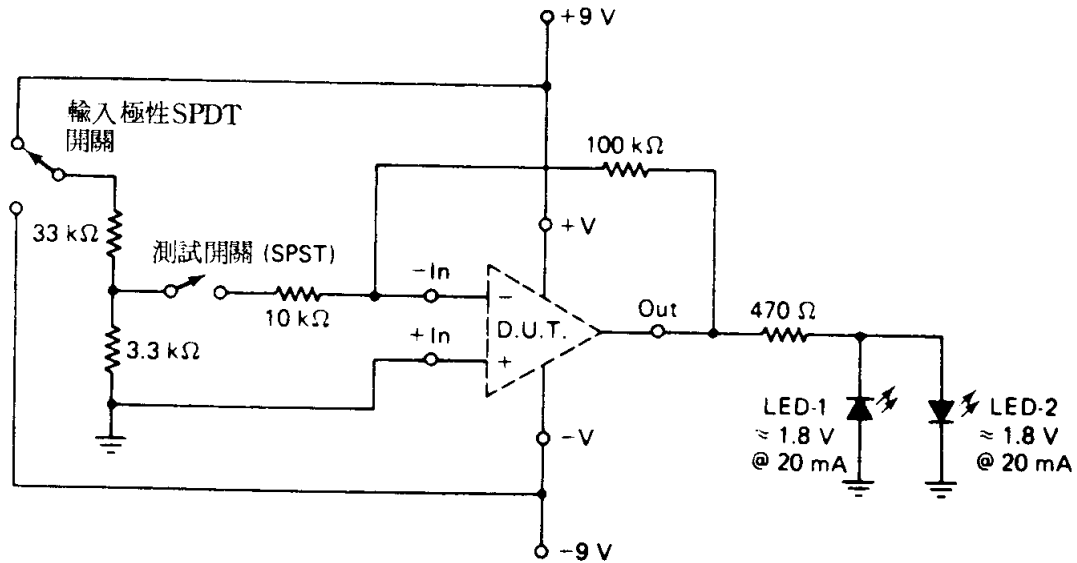 +9 V
輸入極性SPDT
開關
100 kΩ
+V
33 kΩ
測試開關 (SPST)
−In
−
Out
470 Ω
10 kΩ
D.U.T.
+In
+
3.3 kΩ
LED-1
≈ 1.8 V
@ 20 mA
LED-2
≈ 1.8 V
@ 20 mA
−V
−9 V